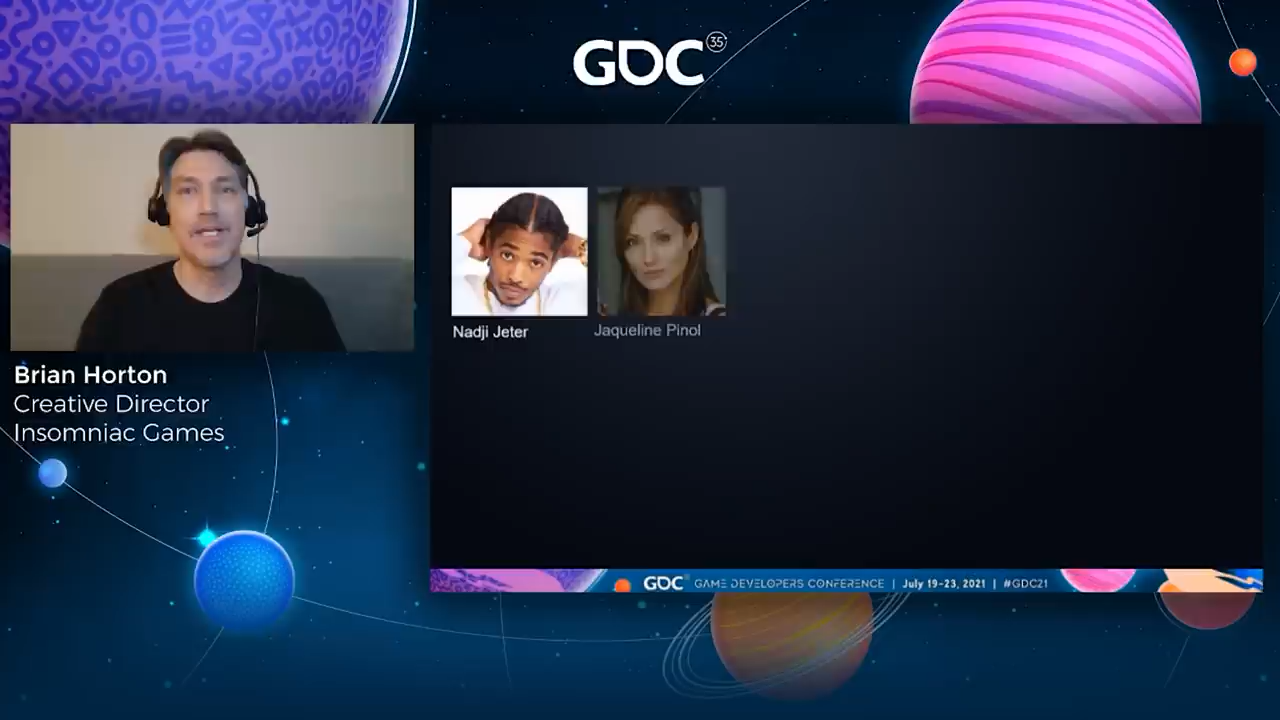 GDC 35
Nadji Jeter
Jaqueline Pinol
Brian Horton
Creative Director
Insomniac Games
GDC GAME DEVELOPERS CONFERENCE | July 19-23, 2021 | #GDC21